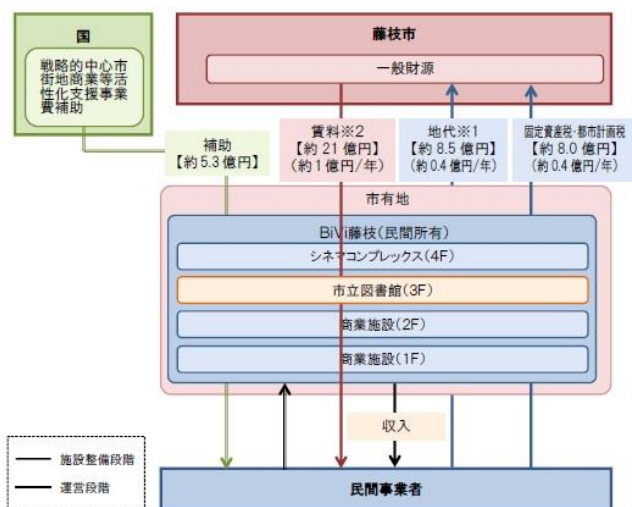 国
戦略的中心市
街地商業等活
性化支援事業
費補助
藤枝市
一般財源
補助
【約5.3億円】
賃料※2
【約21億円】
(約1億円/年)
地代※1
【約8.5億円】
(約0.4億円/年)
固定資産税・都市計画税
【約8.0億円】
(約0.4億円/年)
市有地
BiVi藤枝(民間所有)
シネマコンプレックス(4F)
市立図書館(3F)
商業施設(2F)
商業施設(1F)
収入
施設整備段階
運営段階
民間事業者